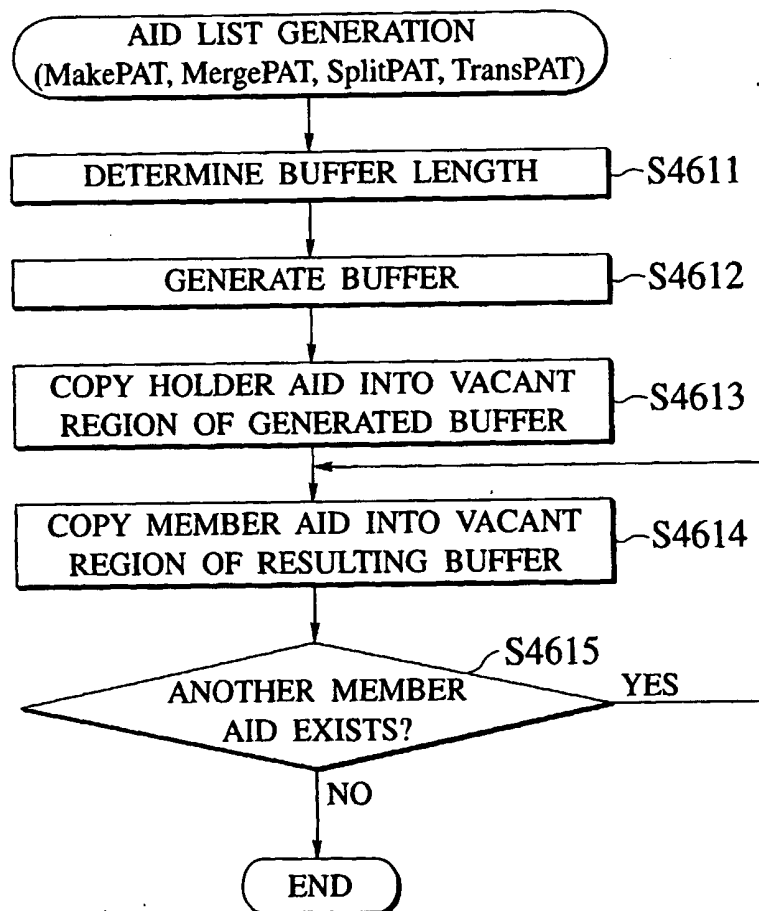 AID LIST GENERATION
(MakePAT, MergePAT, SplitPAT, TransPAT)
DETERMINE BUFFER LENGTH
S4611
GENERATE BUFFER
S4612
COPY HOLDER AID INTO VACANT
REGION OF GENERATED BUFFER
S4613
COPY MEMBER AID INTO VACANT
REGION OF RESULTING BUFFER
S4614
S4615
ANOTHER MEMBER
AID EXISTS?
YES
NO
END